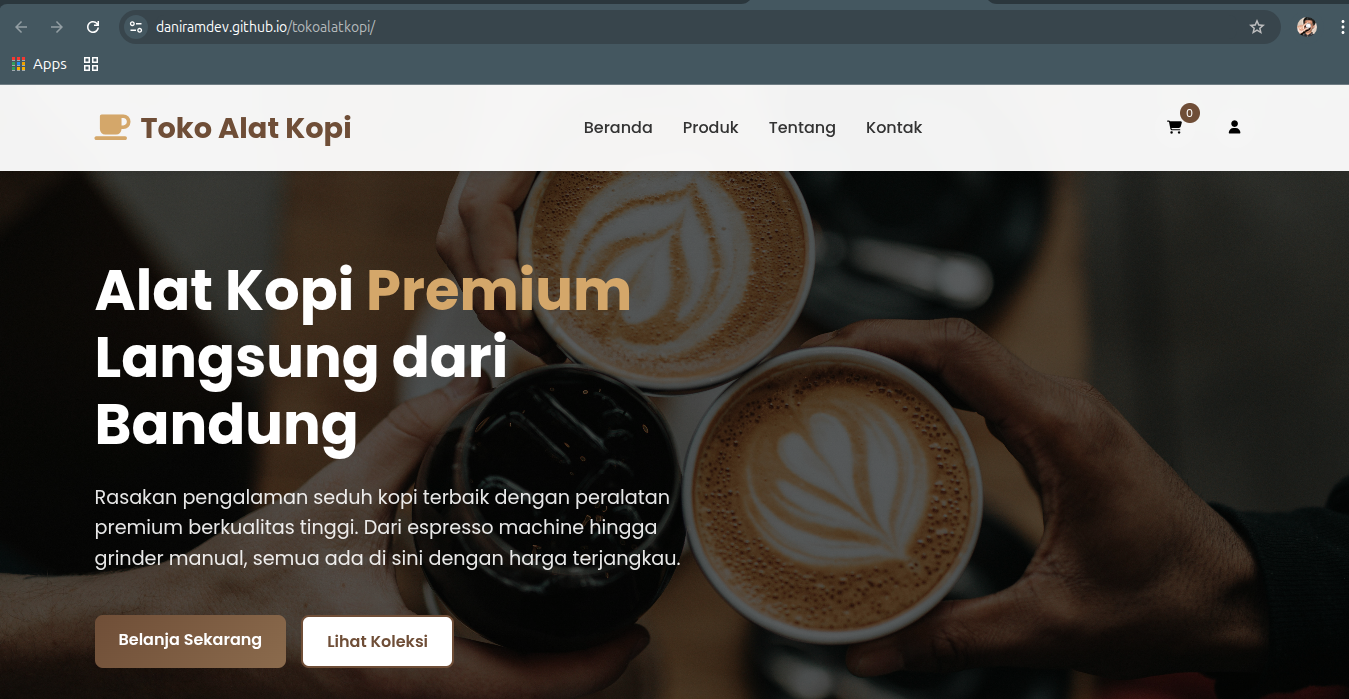 daniramdev.github.io/tokoalatkopi/
Apps
Toko Alat Kopi
Beranda
Produk
Tentang
Kontak
0
Alat Kopi Premium
Langsung dari
Bandung
Rasakan pengalaman seduh kopi terbaik dengan peralatan
premium berkualitas tinggi. Dari espresso machine hingga
grinder manual, semua ada di sini dengan harga terjangkau.
Belanja Sekarang
Lihat Koleksi